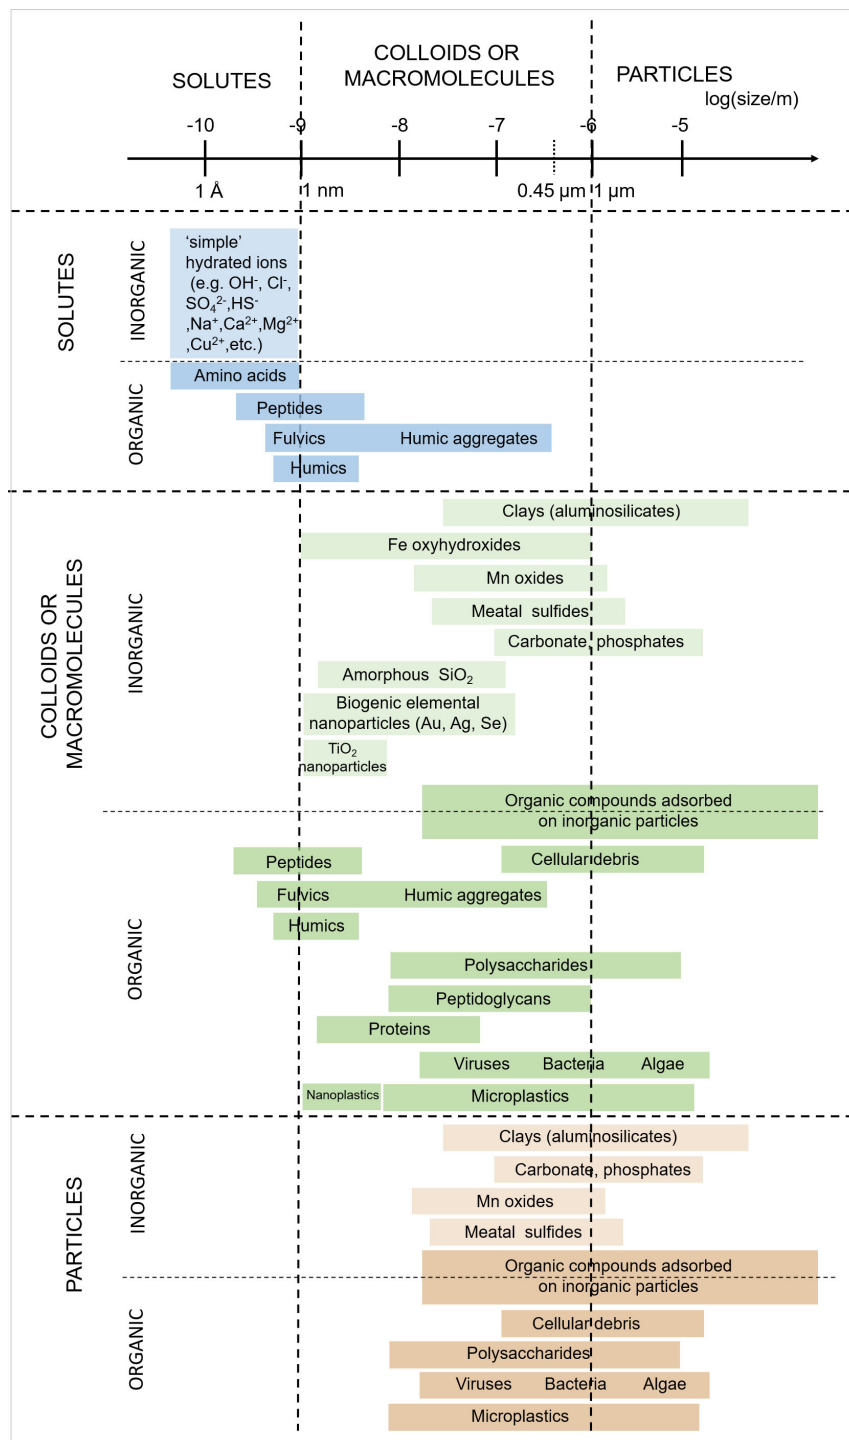 SOLUTES
COLLOIDS OR
MACROMOLECULES
PARTICLES
log(size/m)
-10
-9
-8
-7
-6
-5
1 Å
1 nm
0.45 µm
1 µm
SOLUTES
INORGANIC
‘simple’
hydrated ions
(e.g. OH⁻, Cl⁻,
SO₄²⁻,HS⁻
,Na⁺,Ca²⁺,Mg²⁺
,Cu²⁺,etc.)
ORGANIC
Amino acids
Peptides
Fulvics Humic aggregates
Humics
COLLOIDS OR
MACROMOLECULES
INORGANIC
Clays (aluminosilicates)
Fe oxyhydroxides
Mn oxides
Meatal sulfides
Carbonate, phosphates
Amorphous SiO₂
Biogenic elemental
nanoparticles (Au, Ag, Se)
TiO₂
nanoparticles
Organic compounds adsorbed
on inorganic particles
ORGANIC
Peptides
Cellular debris
Fulvics Humic aggregates
Humics
Polysaccharides
Peptidoglycans
Proteins
Viruses Bacteria Algae
Nanoplastics
Microplastics
PARTICLES
INORGANIC
Clays (aluminosilicates)
Carbonate, phosphates
Mn oxides
Meatal sulfides
Organic compounds adsorbed
on inorganic particles
ORGANIC
Cellular debris
Polysaccharides
Viruses Bacteria Algae
Microplastics